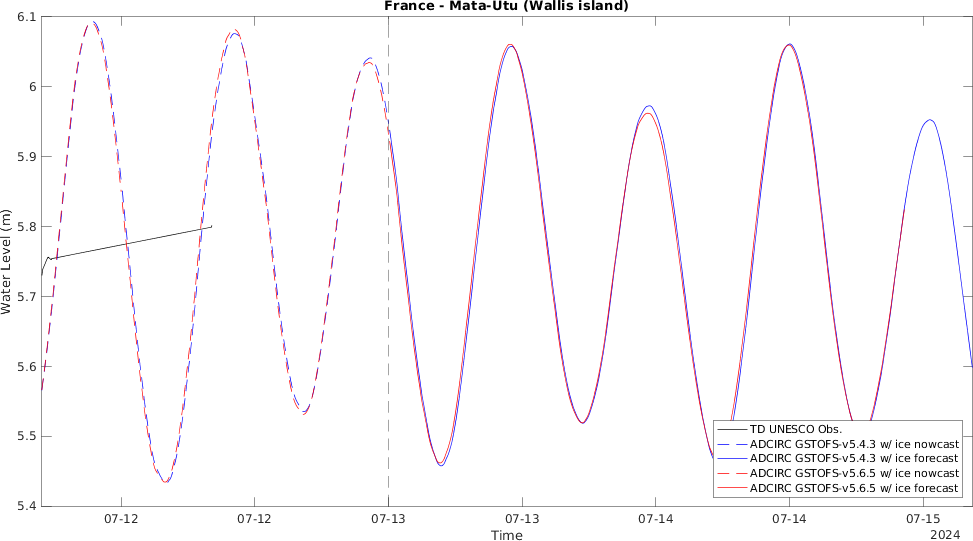 France - Mata-Utu (Wallis island)
6.1
6
5.9
5.8
5.7
5.6
5.5
5.4
Water Level (m)
TD UNESCO Obs.
ADCIRC GSTOFS-v5.4.3 w/ ice nowcast
ADCIRC GSTOFS-v5.4.3 w/ ice forecast
ADCIRC GSTOFS-v5.6.5 w/ ice nowcast
ADCIRC GSTOFS-v5.6.5 w/ ice forecast
07-12 07-12 07-13 07-13 07-14 07-14 07-15
Time
2024